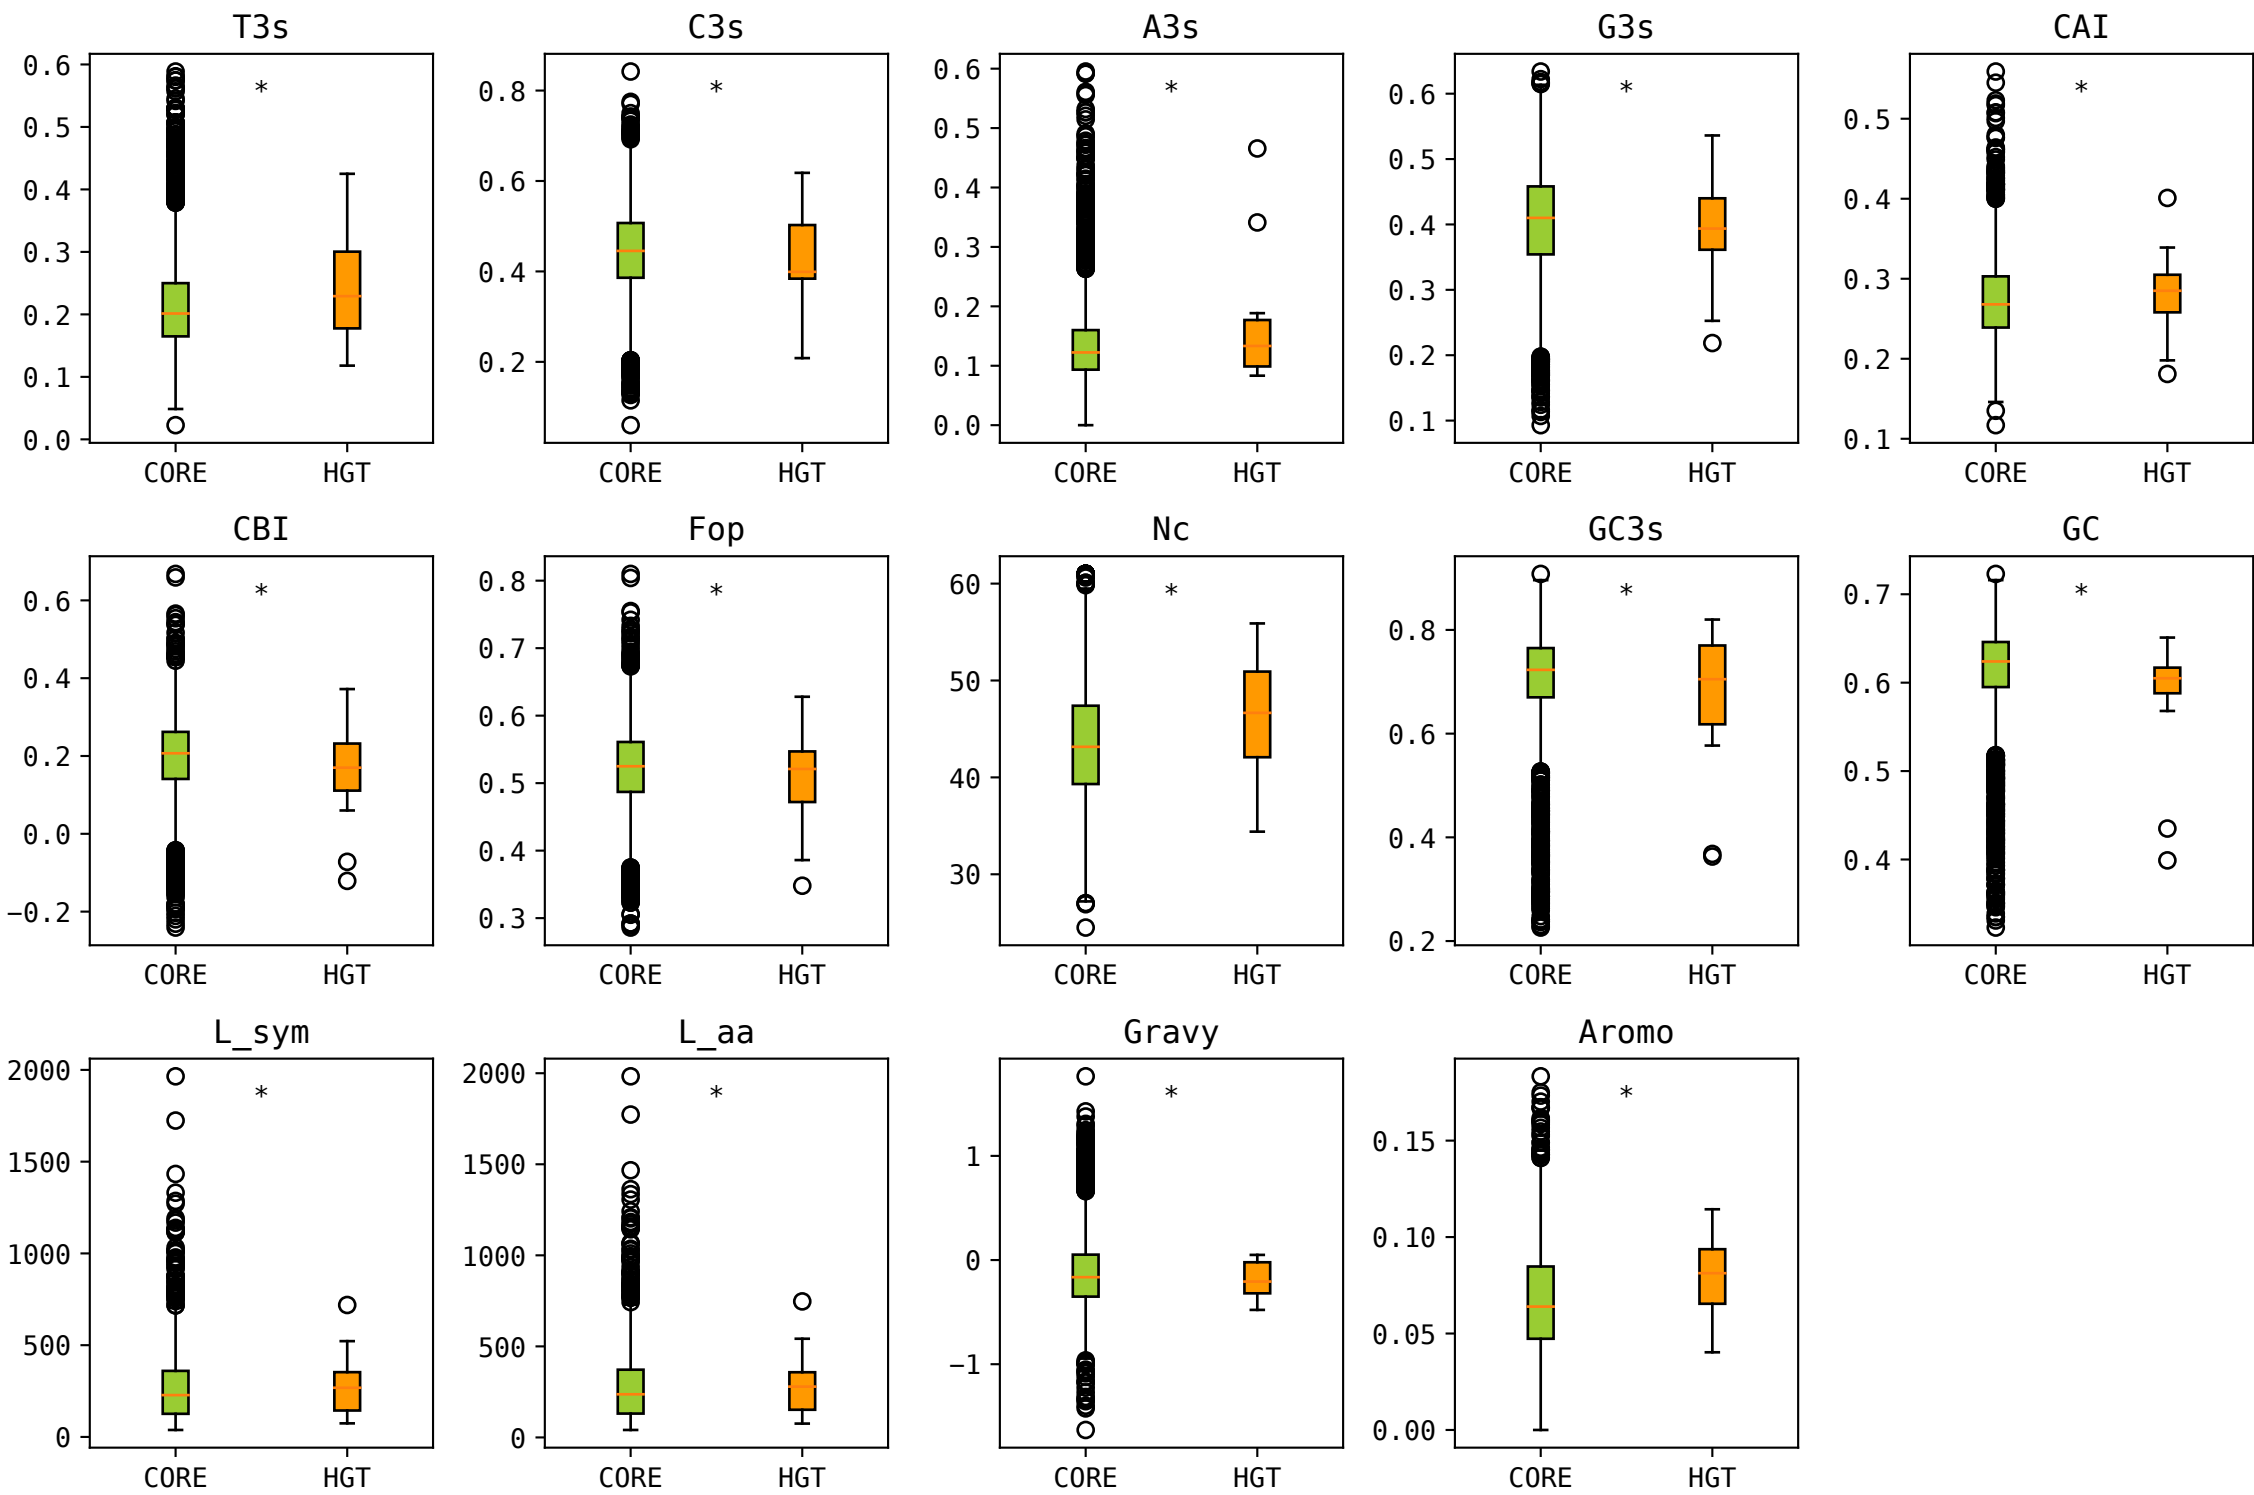 T3s C3s A3s G3s CAI
0.6 0.5 0.4 0.3 0.2 0.1 0.0
*
CORE HGT
0.8 0.6 0.4 0.2
*
CORE HGT
0.6 0.5 0.4 0.3 0.2 0.1 0.0
*
CORE HGT
0.6 0.5 0.4 0.3 0.2 0.1
*
CORE HGT
0.5 0.4 0.3 0.2 0.1
*
CORE HGT
CBI Fop Nc GC3s GC
0.6 0.4 0.2 0.0 −0.2
*
CORE HGT
0.8 0.7 0.6 0.5 0.4 0.3
*
CORE HGT
60 50 40 30
*
CORE HGT
0.8 0.6 0.4 0.2
*
CORE HGT
0.7 0.6 0.5 0.4
*
CORE HGT
L_sym L_aa Gravy Aromo
2000 1500 1000 500 0
*
CORE HGT
2000 1500 1000 500 0
*
CORE HGT
1 0 −1
*
CORE HGT
0.15 0.10 0.05 0.00
*
CORE HGT